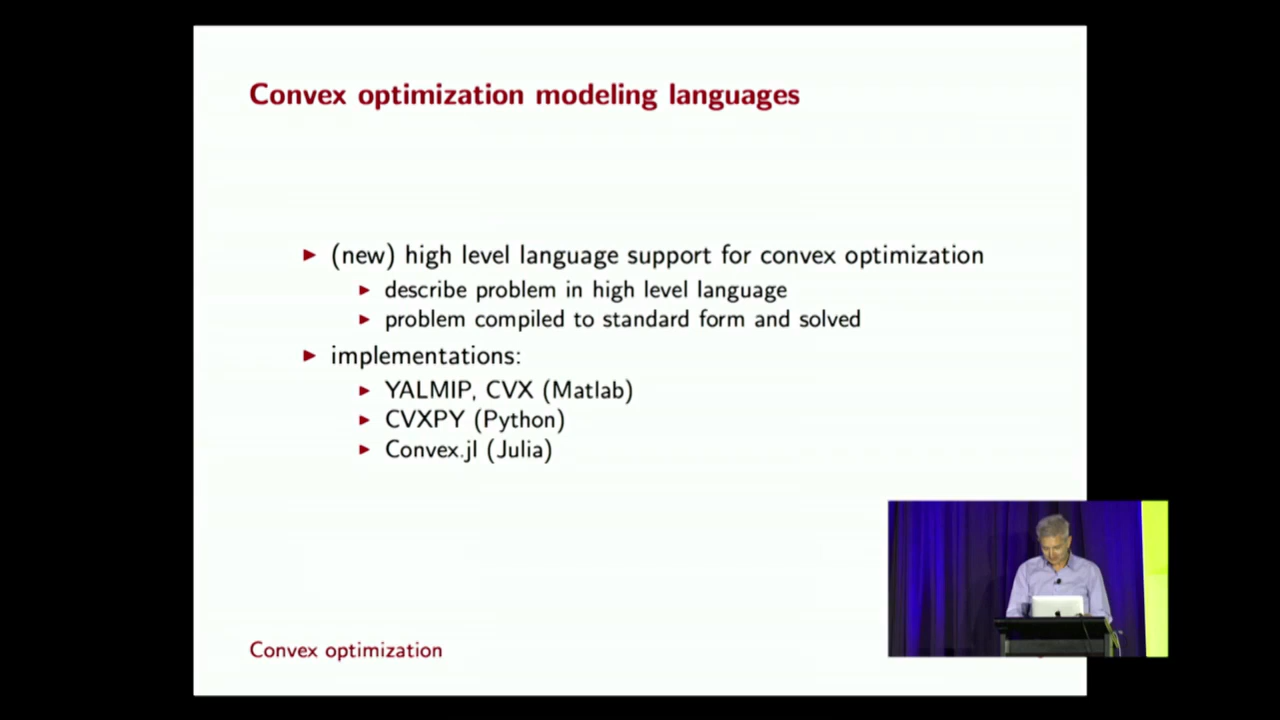 Convex optimization modeling languages
(new) high level language support for convex optimization
describe problem in high level language
problem compiled to standard form and solved
implementations:
YALMIP, CVX (Matlab)
CVXPY (Python)
Convex.jl (Julia)
Convex optimization